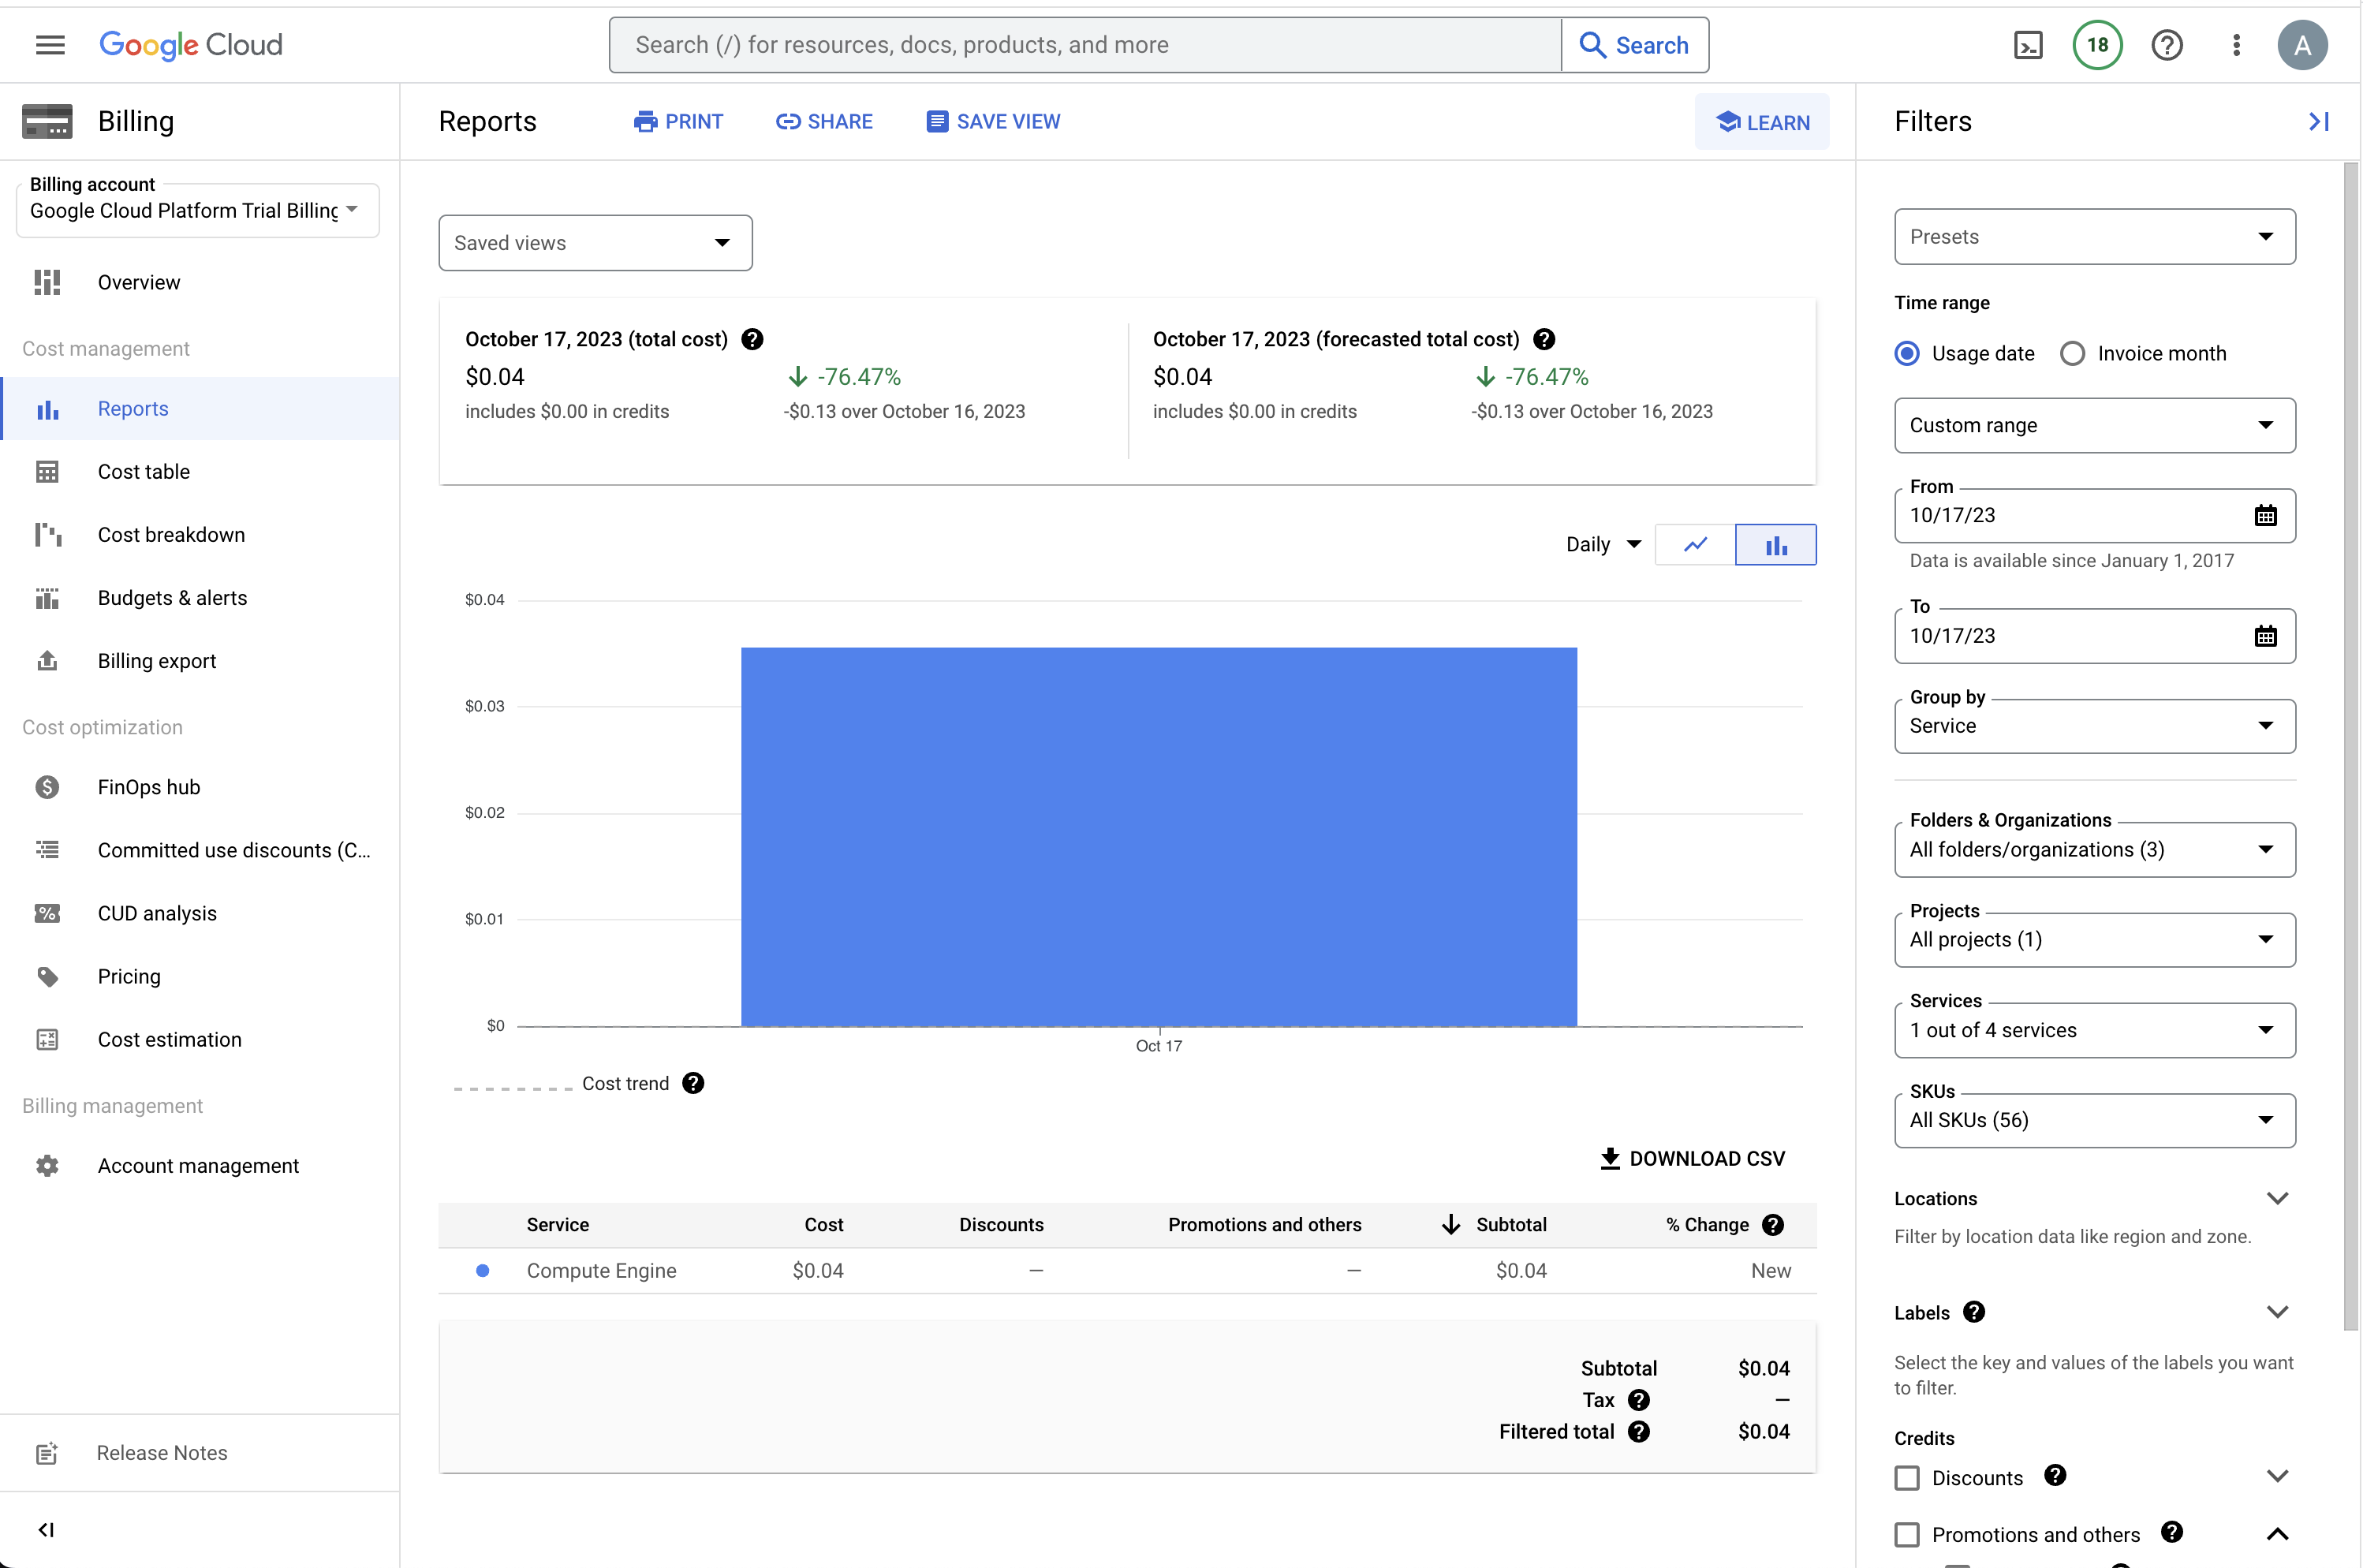 Google Cloud
Search (/) for resources, docs, products, and more
Search
18
A
Billing
Billing account
Google Cloud Platform Trial Billing
Overview
Cost management
Reports
Cost table
Cost breakdown
Budgets & alerts
Billing export
Cost optimization
FinOps hub
Committed use discounts (C...
CUD analysis
Pricing
Cost estimation
Billing management
Account management
Release Notes
Reports
PRINT
SHARE
SAVE VIEW
LEARN
Saved views
October 17, 2023 (total cost)
$0.04
-76.47%
includes $0.00 in credits
-$0.13 over October 16, 2023
October 17, 2023 (forecasted total cost)
$0.04
-76.47%
includes $0.00 in credits
-$0.13 over October 16, 2023
Daily
$0.04
$0.03
$0.02
$0.01
$0
Oct 17
Cost trend
DOWNLOAD CSV
Service Cost Discounts Promotions and others Subtotal % Change
Compute Engine $0.04 — — $0.04 New
Subtotal $0.04
Tax —
Filtered total $0.04
Filters
Presets
Time range
Usage date
Invoice month
Custom range
From
10/17/23
Data is available since January 1, 2017
To
10/17/23
Group by
Service
Folders & Organizations
All folders/organizations (3)
Projects
All projects (1)
Services
1 out of 4 services
SKUs
All SKUs (56)
Locations
Filter by location data like region and zone.
Labels
Select the key and values of the labels you want
to filter.
Credits
Discounts
Promotions and others